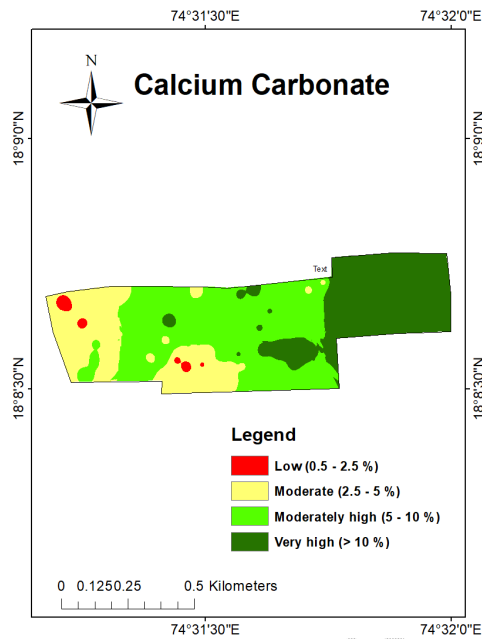 74°31'30"E 74°32'0"E
N
Calcium Carbonate
18°9'0"N 18°9'0"N
Text
18°8'30"N 18°8'30"N
Legend
Low (0.5 - 2.5 %)
Moderate (2.5 - 5 %)
Moderately high (5 - 10 %)
Very high (> 10 %)
0 0.125 0.25 0.5 Kilometers
74°31'30"E 74°32'0"E